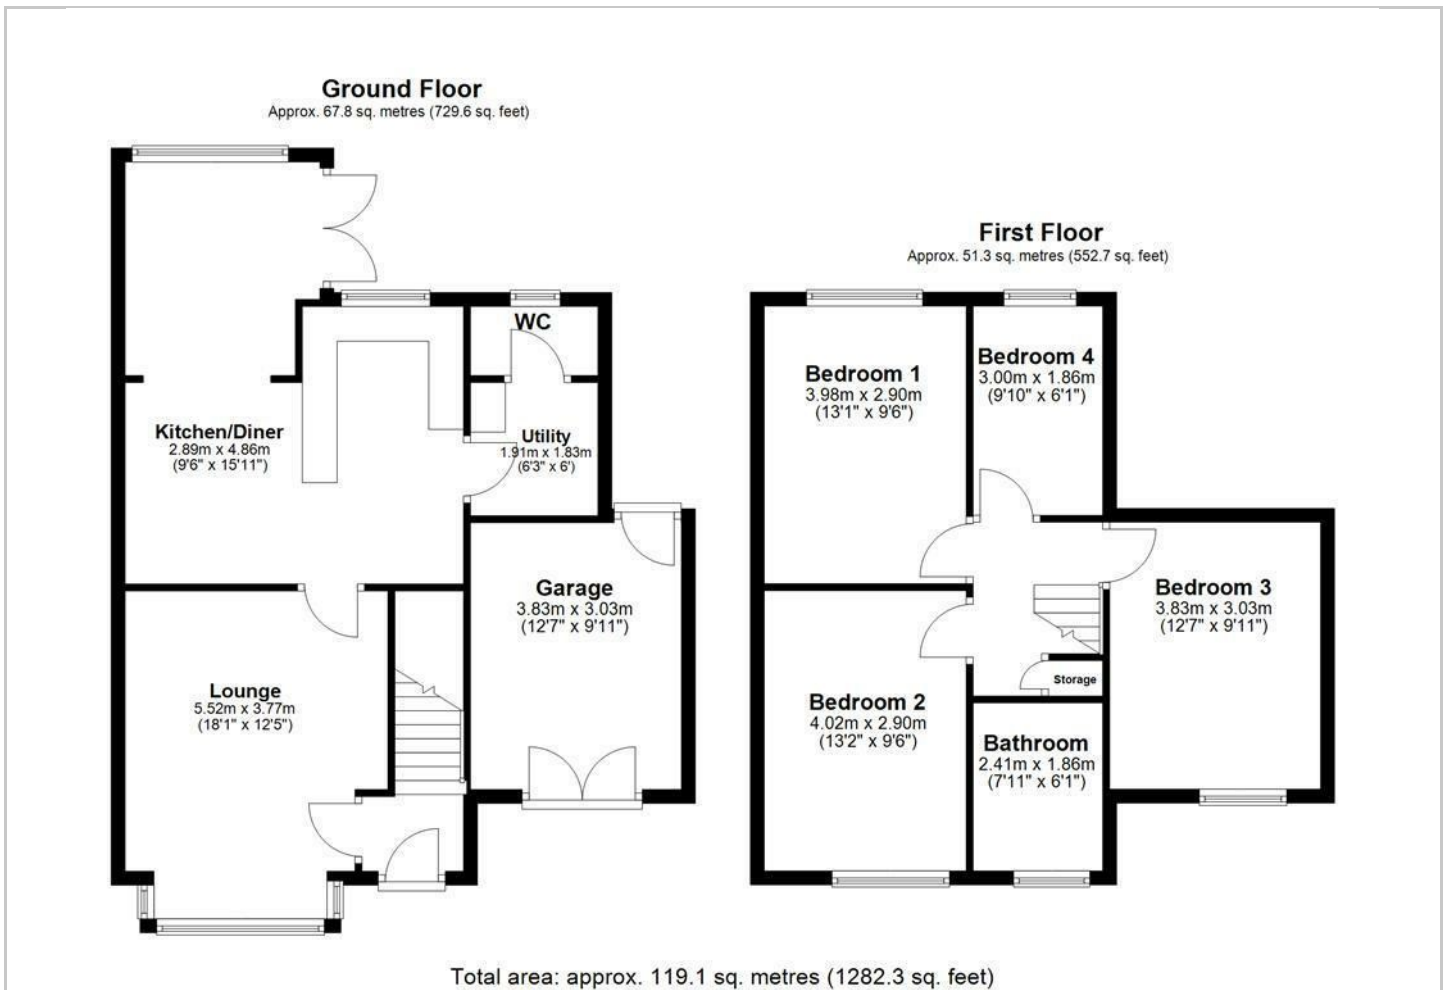 Ground Floor
Approx. 67.8 sq. metres (729.6 sq. feet)
WC
Kitchen/Diner
2.89m x 4.86m
(9'6" x 15'11")
Utility
1.91m x 1.83m
(6'3" x 6')
Garage
3.83m x 3.03m
(12'7" x 9'11")
Lounge
5.52m x 3.77m
(18'1" x 12'5")
First Floor
Approx. 51.3 sq. metres (552.7 sq. feet)
Bedroom 1
3.98m x 2.90m
(13'1" x 9'6")
Bedroom 4
3.00m x 1.86m
(9'10" x 6'1")
Bedroom 3
3.83m x 3.03m
(12'7" x 9'11")
Bedroom 2
4.02m x 2.90m
(13'2" x 9'6")
Storage
Bathroom
2.41m x 1.86m
(7'11" x 6'1")
Total area: approx. 119.1 sq. metres (1282.3 sq. feet)